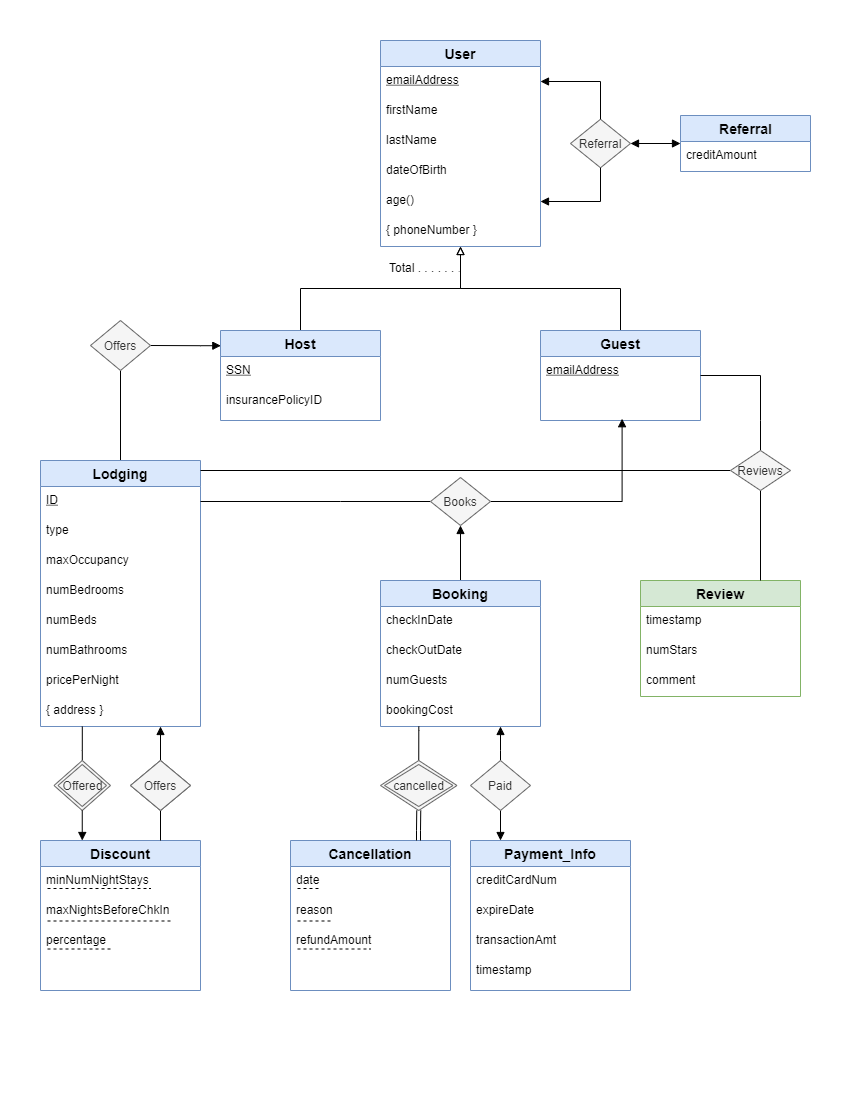 User
emailAddress
firstName
lastName
dateOfBirth
age()
{ phoneNumber }
Referral
Referral
creditAmount
Total . . . . . . .
Offers
Host
SSN
insurancePolicyID
Guest
emailAddress
Lodging
ID
type
maxOccupancy
numBedrooms
numBeds
numBathrooms
pricePerNight
{ address }
Books
Reviews
Booking
checkInDate
checkOutDate
numGuests
bookingCost
Review
timestamp
numStars
comment
Offered
Offers
cancelled
Paid
Discount
minNumNightStays
maxNightsBeforeChkIn
percentage
Cancellation
date
reason
refundAmount
Payment_Info
creditCardNum
expireDate
transactionAmt
timestamp